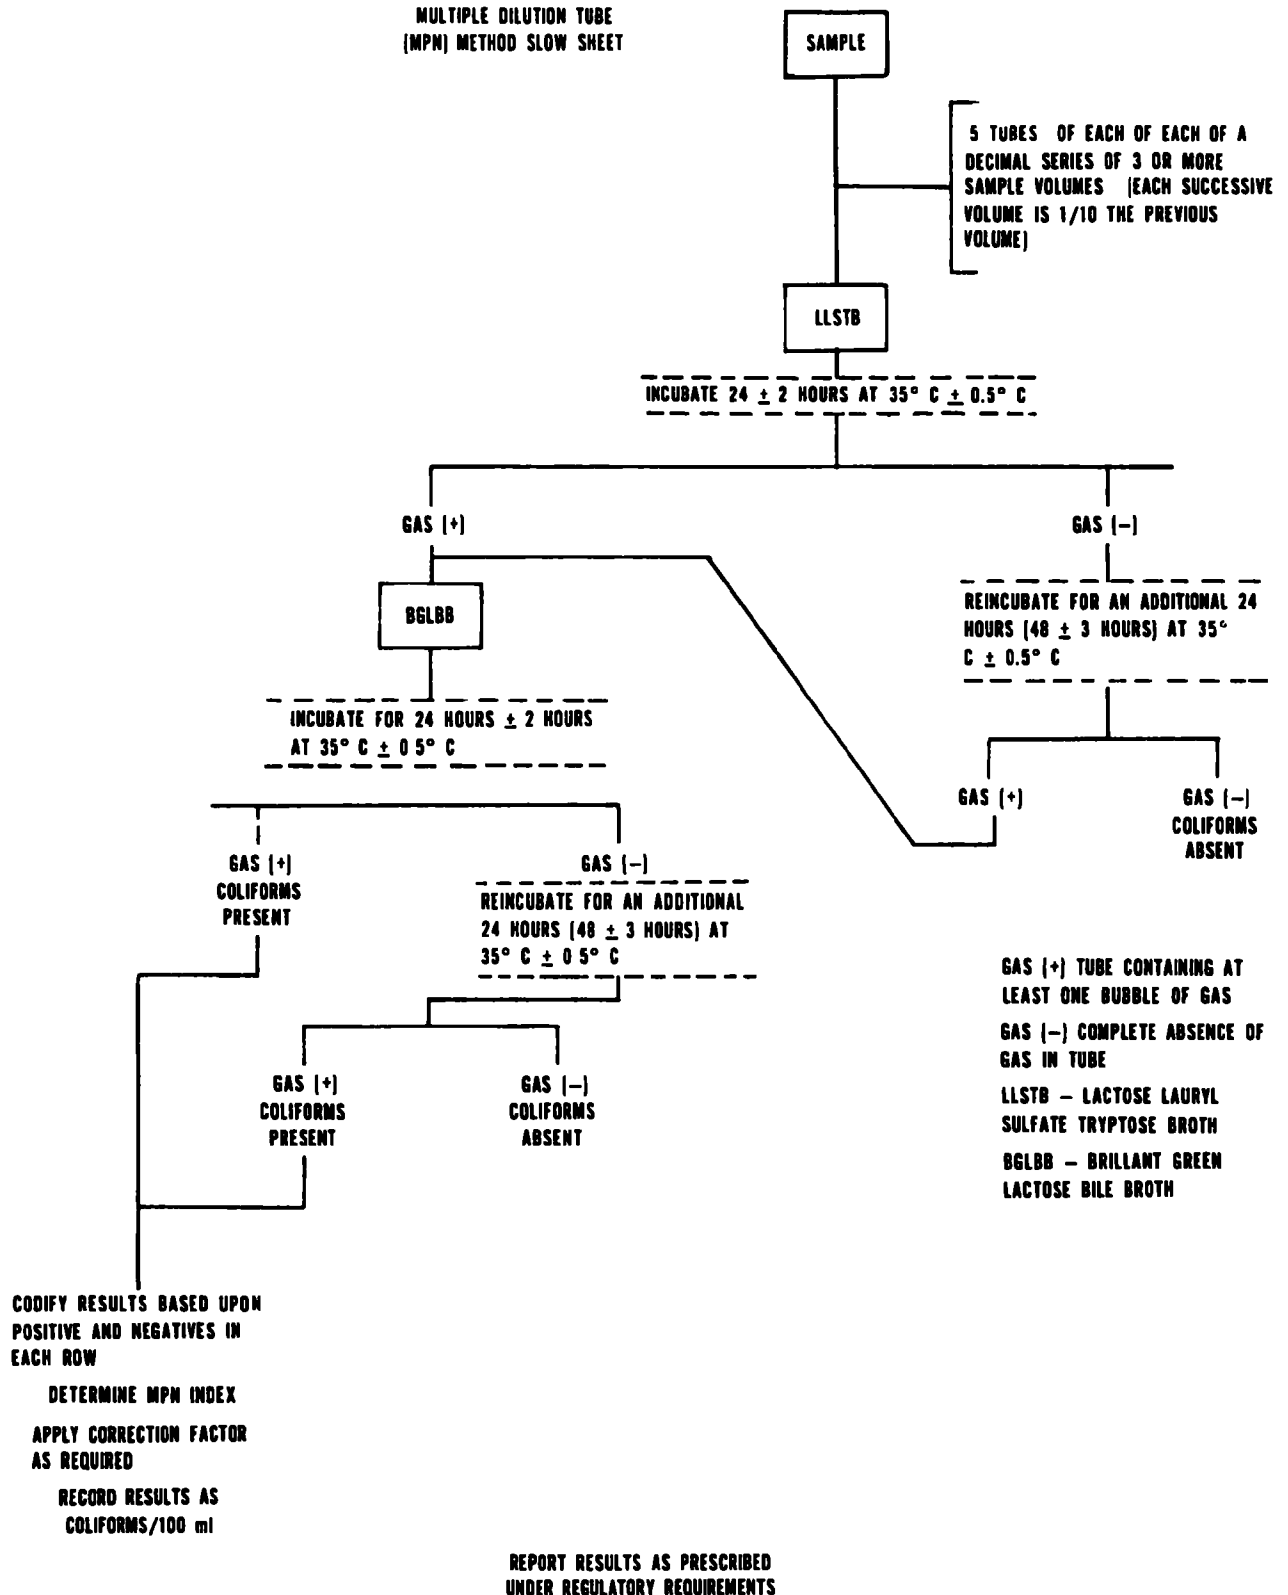 MULTIPLE DILUTION TUBE
(MPN) METHOD SLOW SHEET
SAMPLE
5 TUBES OF EACH OF EACH OF A
DECIMAL SERIES OF 3 OR MORE
SAMPLE VOLUMES (EACH SUCCESSIVE
VOLUME IS 1/10 THE PREVIOUS
VOLUME)
LLSTB
INCUBATE 24 ± 2 HOURS AT 35° C ± 0.5° C
GAS (+)
GAS (−)
BGLBB
REINCUBATE FOR AN ADDITIONAL 24
HOURS (48 ± 3 HOURS) AT 35°
C ± 0.5° C
INCUBATE FOR 24 HOURS ± 2 HOURS
AT 35° C ± 0 5° C
GAS (+)
GAS (−)
COLIFORMS
ABSENT
GAS (+)
COLIFORMS
PRESENT
GAS (−)
REINCUBATE FOR AN ADDITIONAL
24 HOURS (48 ± 3 HOURS) AT
35° C ± 0 5° C
GAS (+)
COLIFORMS
PRESENT
GAS (−)
COLIFORMS
ABSENT
GAS (+) TUBE CONTAINING AT
LEAST ONE BUBBLE OF GAS
GAS (−) COMPLETE ABSENCE OF
GAS IN TUBE
LLSTB – LACTOSE LAURYL
SULFATE TRYPTOSE BROTH
BGLBB – BRILLANT GREEN
LACTOSE BILE BROTH
CODIFY RESULTS BASED UPON
POSITIVE AND NEGATIVES IN
EACH ROW
DETERMINE MPN INDEX
APPLY CORRECTION FACTOR
AS REQUIRED
RECORD RESULTS AS
COLIFORMS/100 ml
REPORT RESULTS AS PRESCRIBED
UNDER REGULATORY REQUIREMENTS